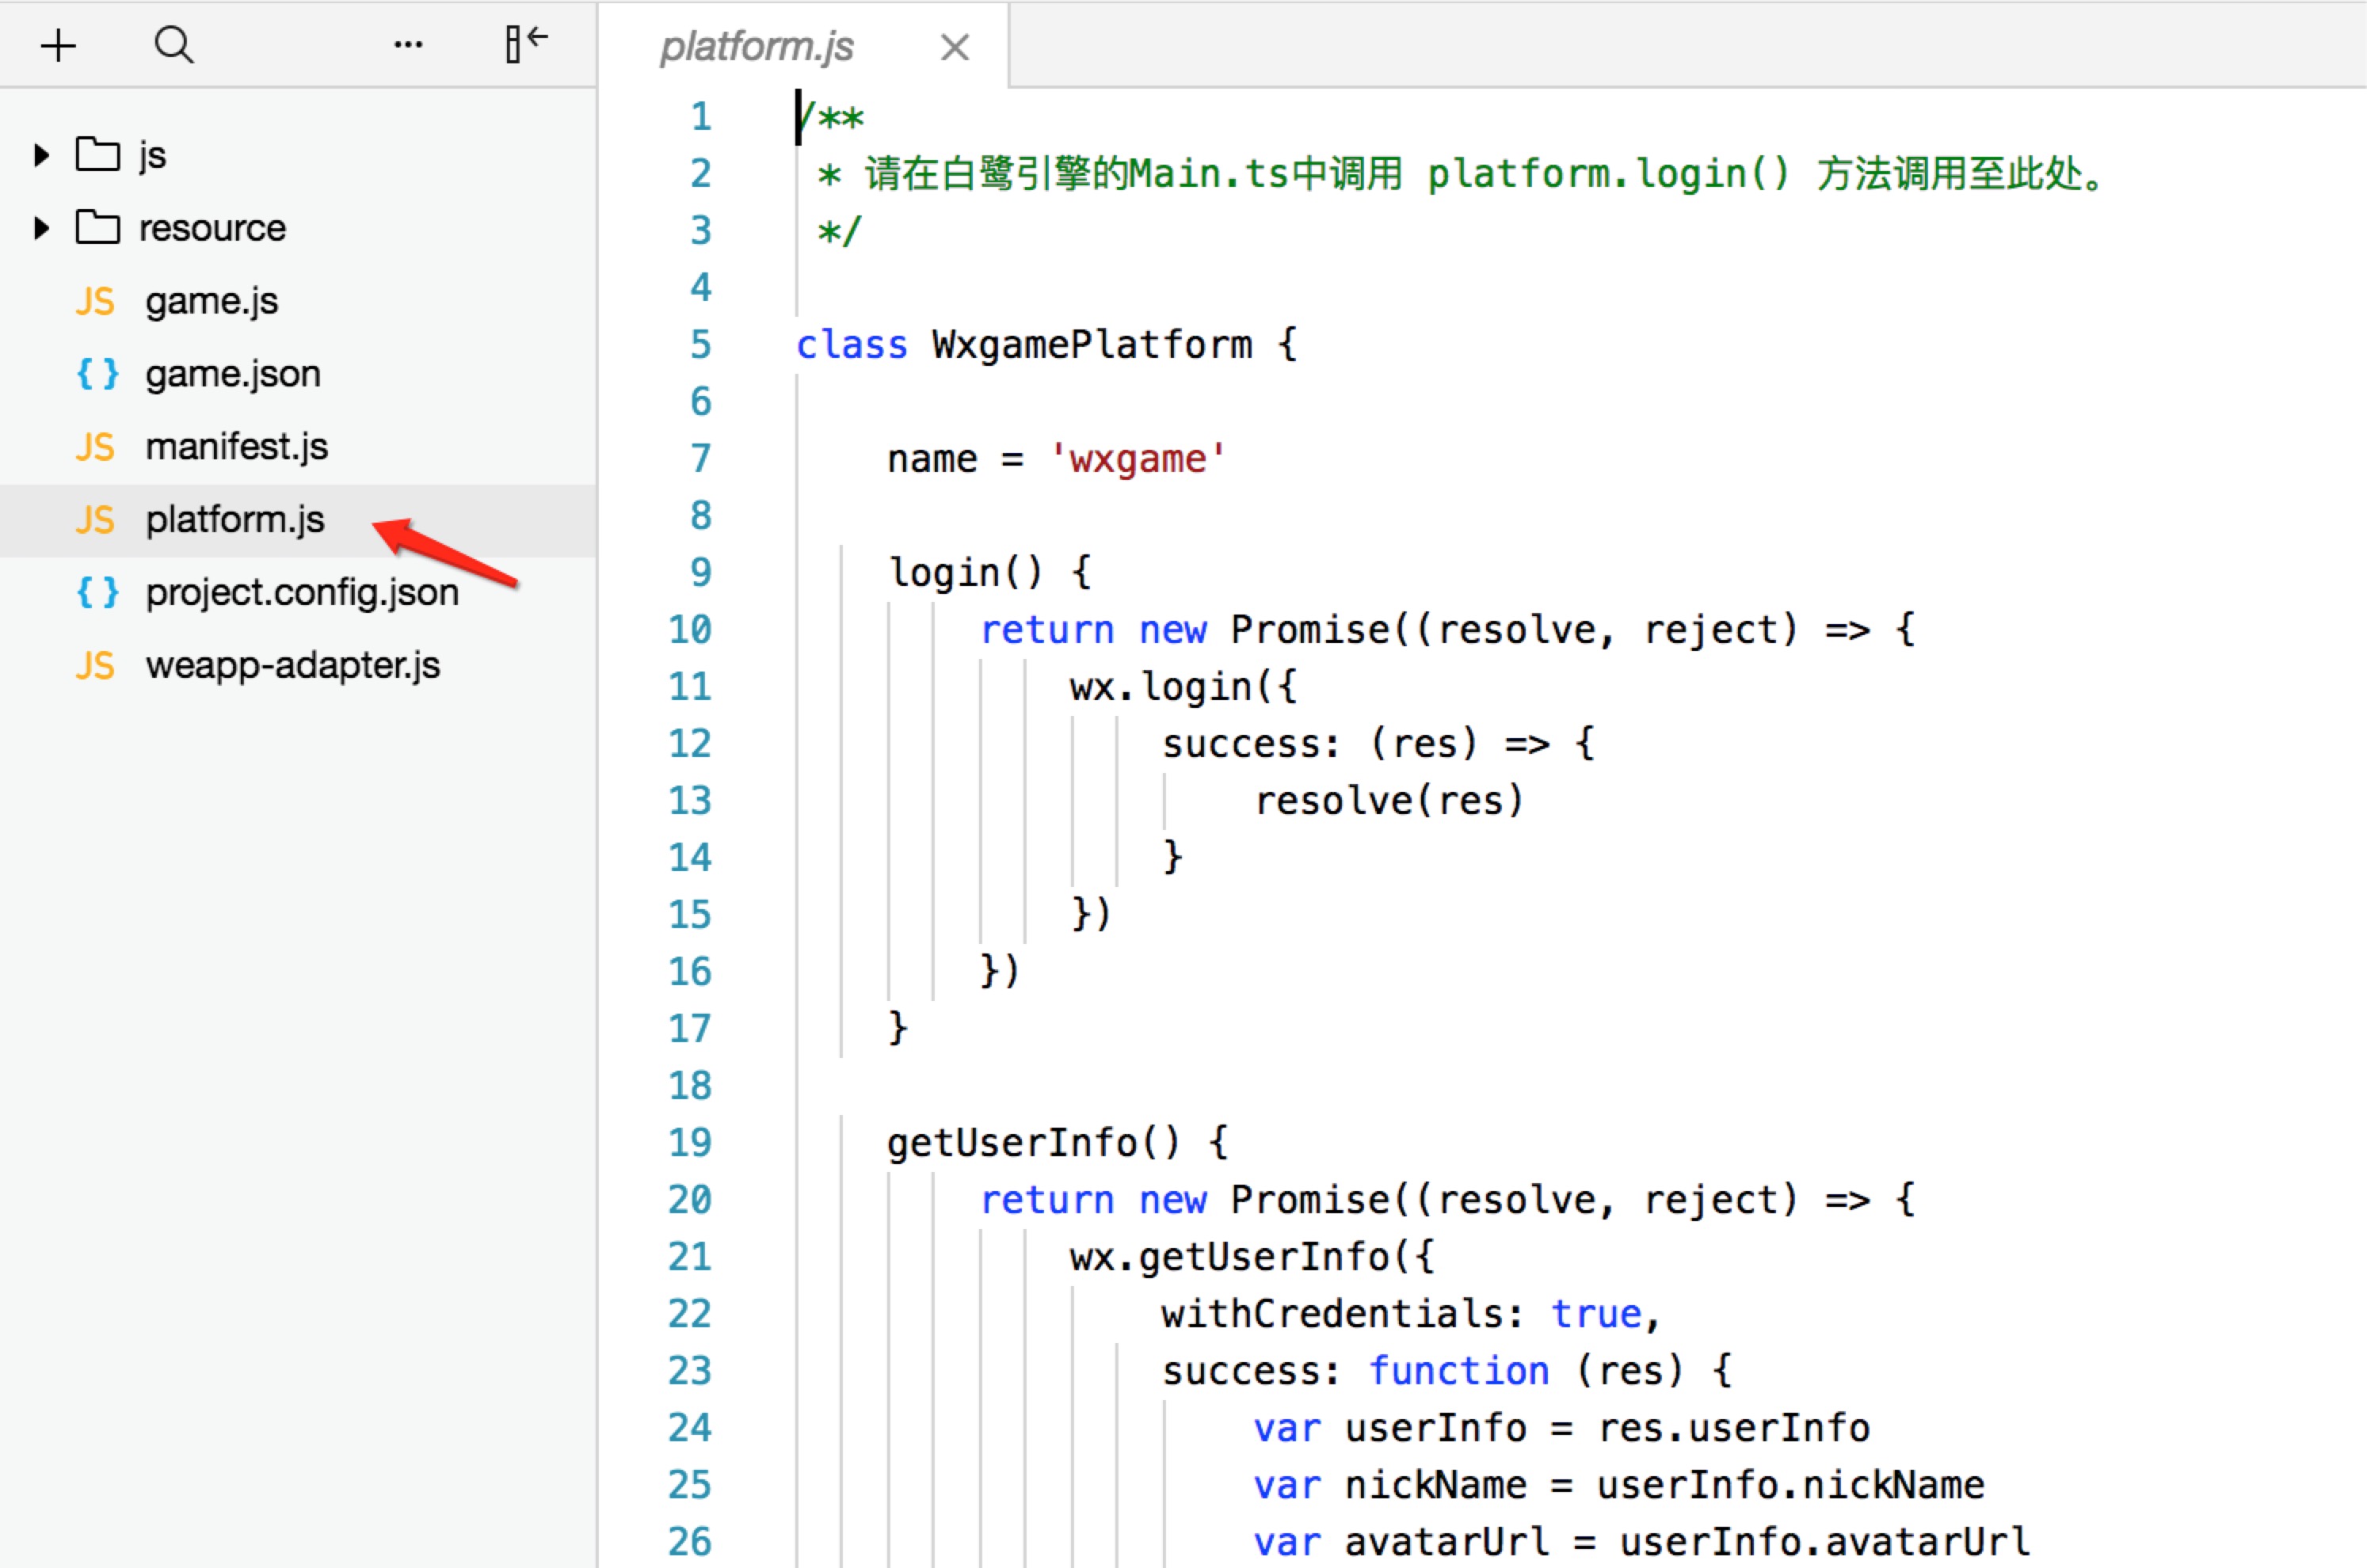 platform.js
js
resource
JS game.js
{ } game.json
JS manifest.js
JS platform.js
{ } project.config.json
JS weapp-adapter.js
1 /**
2  * 请在白鹭引擎的Main.ts中调用 platform.login() 方法调用至此处。
3  */
4
5 class WxgamePlatform {
6
7     name = 'wxgame'
8
9     login() {
10         return new Promise((resolve, reject) => {
11             wx.login({
12                 success: (res) => {
13                     resolve(res)
14                 }
15             })
16         })
17     }
18
19     getUserInfo() {
20         return new Promise((resolve, reject) => {
21             wx.getUserInfo({
22                 withCredentials: true,
23                 success: function (res) {
24                     var userInfo = res.userInfo
25                     var nickName = userInfo.nickName
26                     var avatarUrl = userInfo.avatarUrl